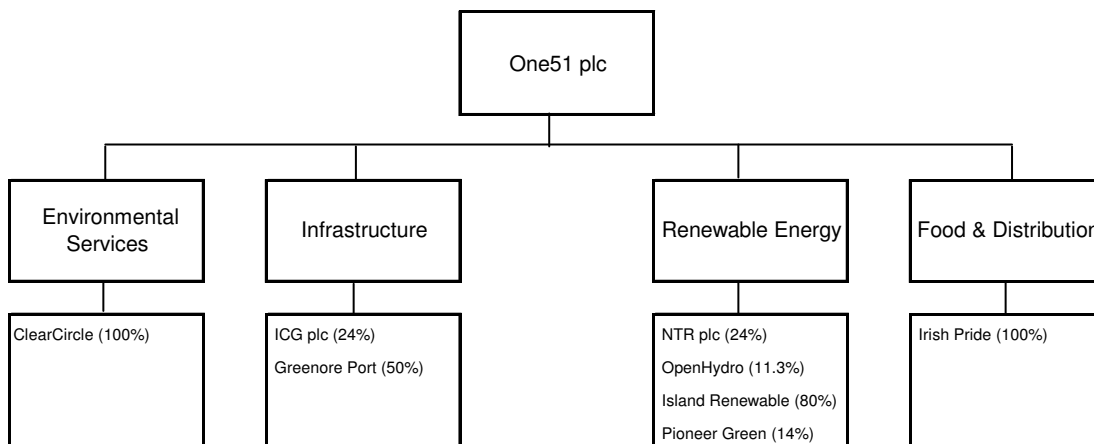 One51 plc
Environmental
Services
Infrastructure
Renewable Energy
Food & Distribution
ClearCircle (100%)
ICG plc (24%)
Greenore Port (50%)
NTR plc (24%)
OpenHydro (11.3%)
Island Renewable (80%)
Pioneer Green (14%)
Irish Pride (100%)